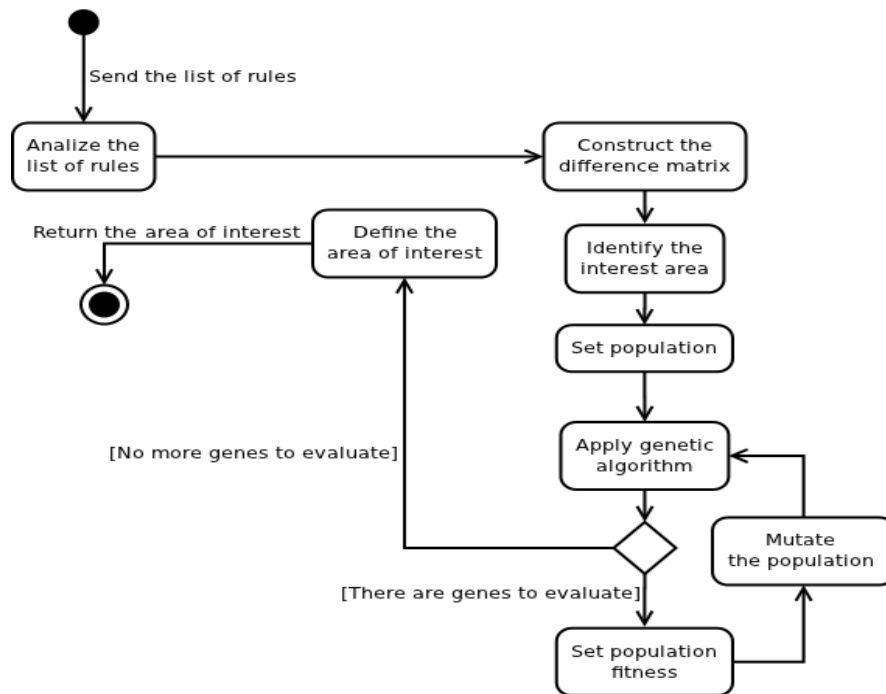 Send the list of rules
Analize the
list of rules
Construct the
difference matrix
Return the area of interest
Define the
area of interest
Identify the
interest area
Set population
Apply genetic
algorithm
[No more genes to evaluate]
Mutate
the population
[There are genes to evaluate]
Set population
fitness